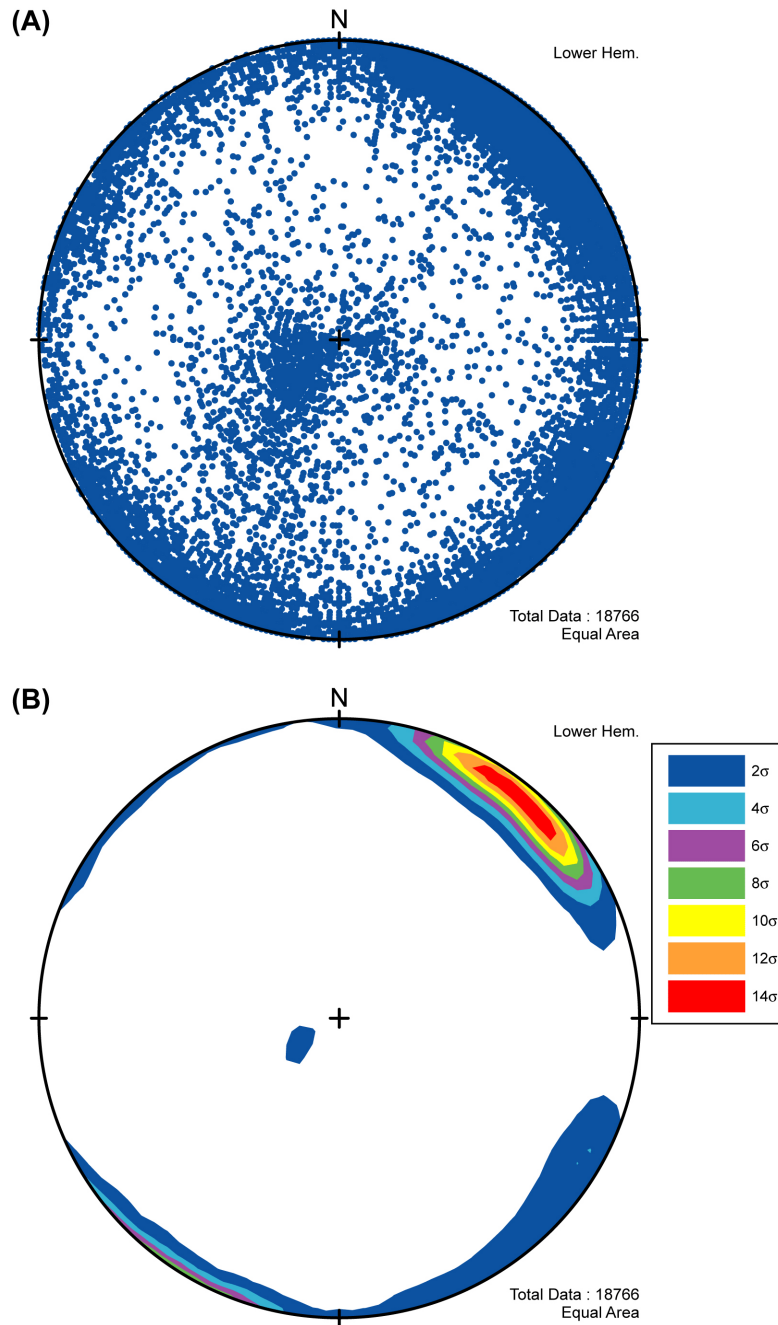 (A)
N
Lower Hem.
Total Data : 18766
Equal Area
(B)
N
Lower Hem.
2σ
4σ
6σ
8σ
10σ
12σ
14σ
Total Data : 18766
Equal Area